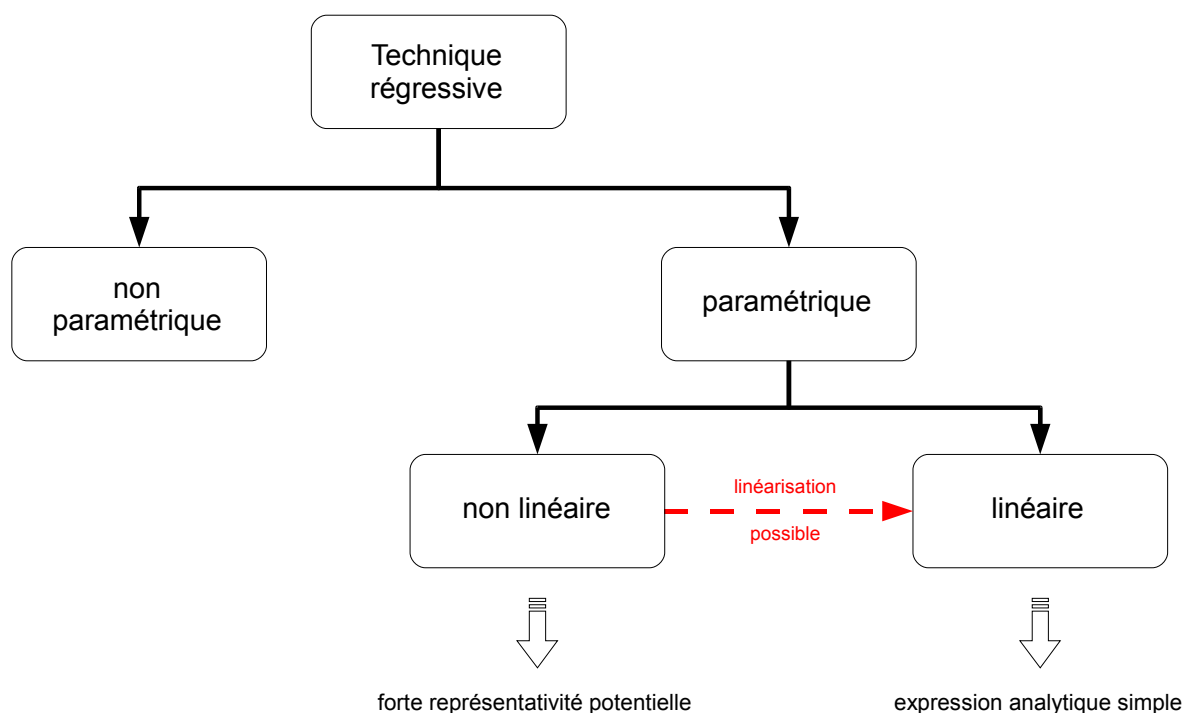 Technique
régressive
non
paramétrique
paramétrique
non linéaire
linéarisation
possible
linéaire
forte représentativité potentielle
expression analytique simple